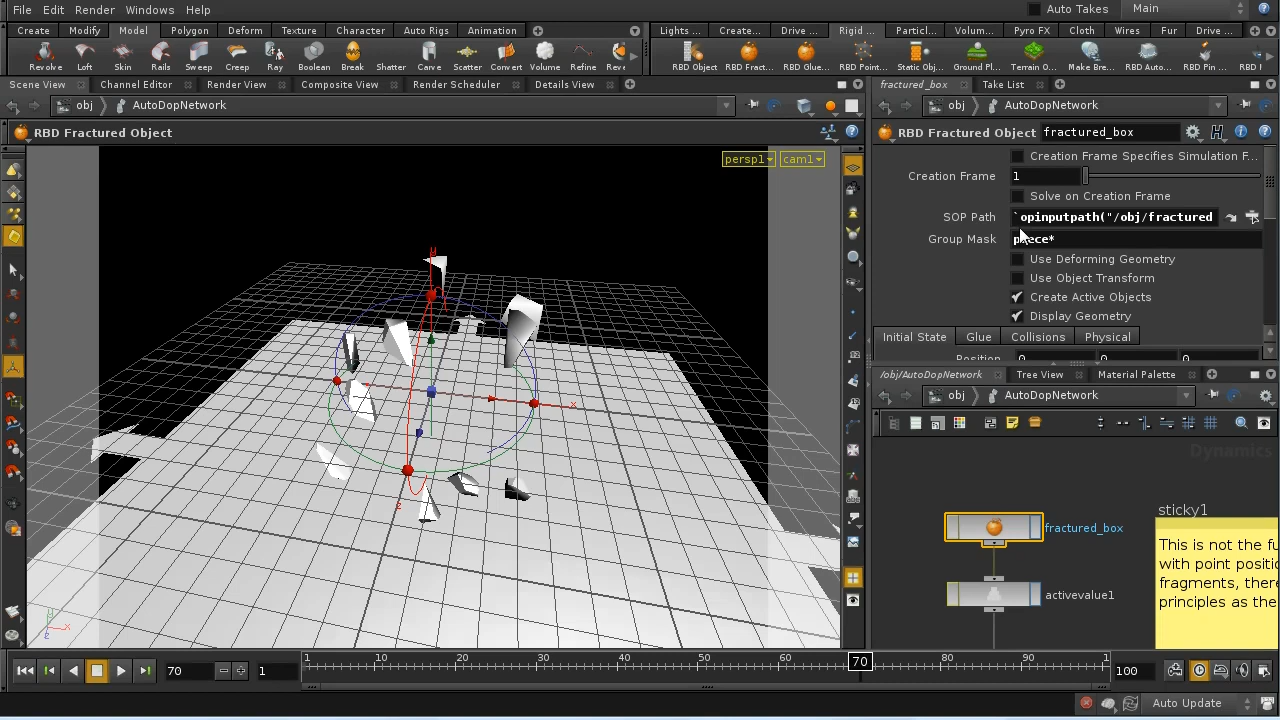 File Edit Render Windows Help Auto Takes Main
Create Modify Model Polygon Deform Texture Character Auto Rigs Animation Lights ... Create... Drive ... Rigid ... Particl... Volum... Pyro FX Cloth Wires Fur Drive ...
Revolve Loft Skin Rails Sweep Creep Ray Boolean Break Shatter Carve Scatter Convert Volume Refine RBD Object RBD Fract... RBD Glue... RBD Point... Static Obj... Ground Pl... Terrain O... Make Bre... RBD Auto... RBD Pin ... RBD
Scene View Channel Editor Render View Composite View Render Scheduler Details View fractured_box Take List
obj AutoDopNetwork obj AutoDopNetwork
RBD Fractured Object RBD Fractured Object fractured_box
persp1 cam1
Creation Frame Specifies Simulation F...
Creation Frame 1
Solve on Creation Frame
SOP Path `opinputpath("/obj/fractured
Group Mask piece*
Use Deforming Geometry
Use Object Transform
Create Active Objects
Display Geometry
Initial State Glue Collisions Physical
Position 0 0 0
/obj/AutoDopNetwork Tree View Material Palette
obj AutoDopNetwork
Dynamics
sticky1
fractured_box
This is not the fu
with point positio
fragments, there
principles as the
activevalue1
y x z
y x z
70 1 1 10 20 30 40 50 60 70 80 90 1 100
Auto Update